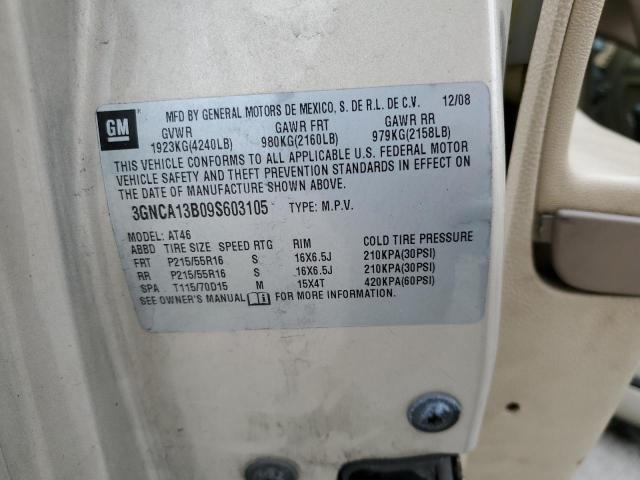 MFD BY GENERAL MOTORS DE MEXICO, S. DE R.L. DE C.V. 12/08
GM
GVWR GAWR FRT GAWR RR
1923KG(4240LB) 980KG(2160LB) 979KG(2158LB)
THIS VEHICLE CONFORMS TO ALL APPLICABLE U.S. FEDERAL MOTOR
VEHICLE SAFETY AND THEFT PREVENTION STANDARDS IN EFFECT ON
THE DATE OF MANUFACTURE SHOWN ABOVE.
3GNCA13B09S603105 TYPE: M.P.V.
MODEL: AT46
ABBD TIRE SIZE SPEED RTG RIM COLD TIRE PRESSURE
FRT P215/55R16 S 16X6.5J 210KPA(30PSI)
RR P215/55R16 S 16X6.5J 210KPA(30PSI)
SPA T115/70D15 M 15X4T 420KPA(60PSI)
SEE OWNER'S MANUAL FOR MORE INFORMATION.